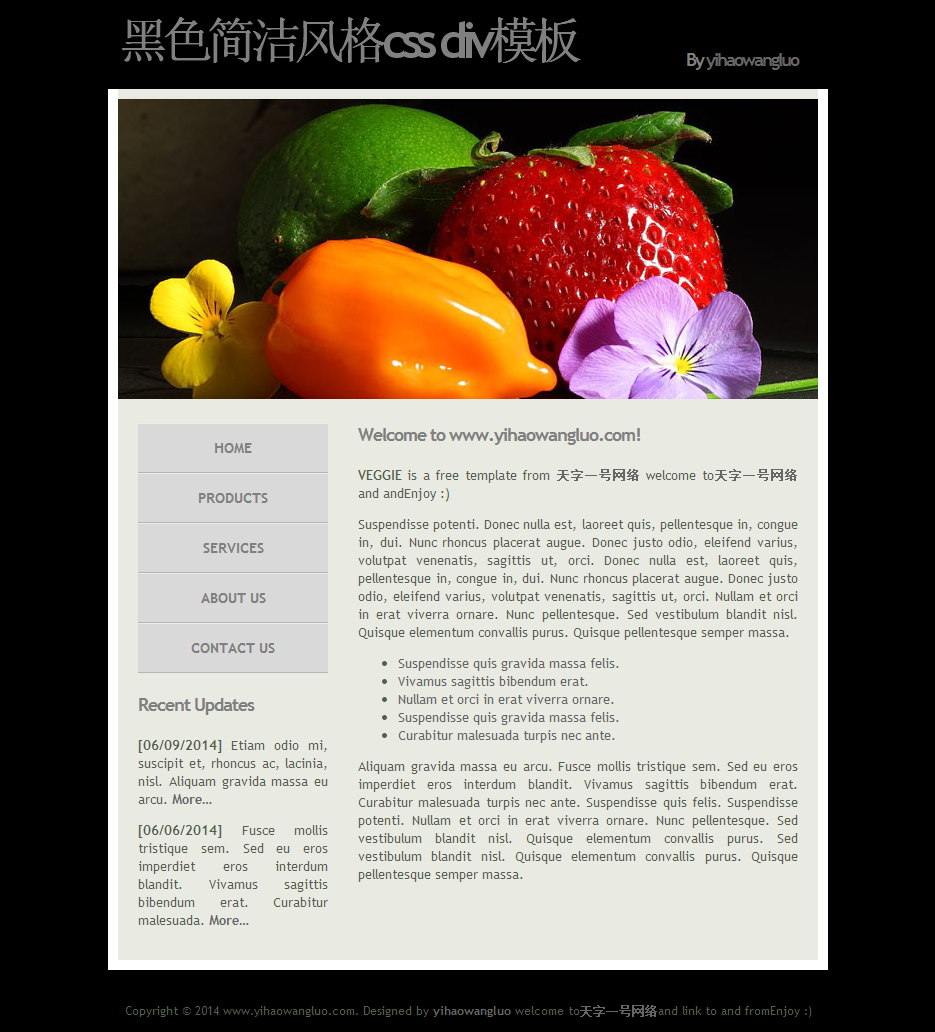 黑色简洁风格css div模板
By yihaowangluo
HOME
PRODUCTS
SERVICES
ABOUT US
CONTACT US
Recent Updates
[06/09/2014] Etiam odio mi,
suscipit et, rhoncus ac, lacinia,
nisl. Aliquam gravida massa eu
arcu. More...
[06/06/2014] Fusce mollis
tristique sem. Sed eu eros
imperdiet eros interdum
blandit. Vivamus sagittis
bibendum erat. Curabitur
malesuada. More...
Welcome to www.yihaowangluo.com!
VEGGIE is a free template from 天字一号网络 welcome to天字一号网络
and andEnjoy :)
Suspendisse potenti. Donec nulla est, laoreet quis, pellentesque in, congue
in, dui. Nunc rhoncus placerat augue. Donec justo odio, eleifend varius,
volutpat venenatis, sagittis ut, orci. Donec nulla est, laoreet quis,
pellentesque in, congue in, dui. Nunc rhoncus placerat augue. Donec justo
odio, eleifend varius, volutpat venenatis, sagittis ut, orci. Nullam et orci
in erat viverra ornare. Nunc pellentesque. Sed vestibulum blandit nisl.
Quisque elementum convallis purus. Quisque pellentesque semper massa.
• Suspendisse quis gravida massa felis.
• Vivamus sagittis bibendum erat.
• Nullam et orci in erat viverra ornare.
• Suspendisse quis gravida massa felis.
• Curabitur malesuada turpis nec ante.
Aliquam gravida massa eu arcu. Fusce mollis tristique sem. Sed eu eros
imperdiet eros interdum blandit. Vivamus sagittis bibendum erat.
Curabitur malesuada turpis nec ante. Suspendisse quis felis. Suspendisse
potenti. Nullam et orci in erat viverra ornare. Nunc pellentesque. Sed
vestibulum blandit nisl. Quisque elementum convallis purus. Sed
vestibulum blandit nisl. Quisque elementum convallis purus. Quisque
pellentesque semper massa.
Copyright © 2014 www.yihaowangluo.com. Designed by yihaowangluo welcome to天字一号网络and link to and fromEnjoy :)